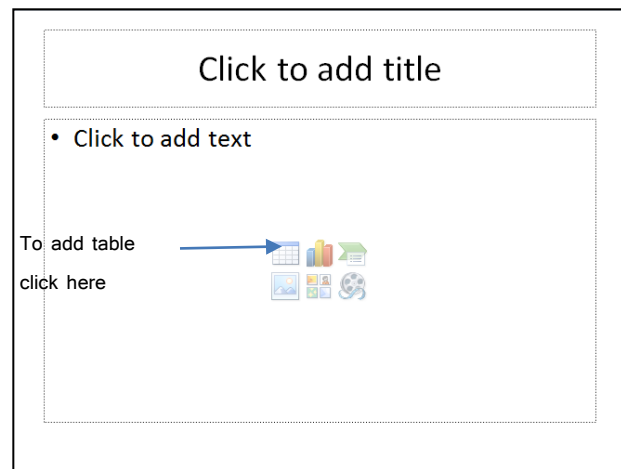 Click to add title
• Click to add text
To add table
click here